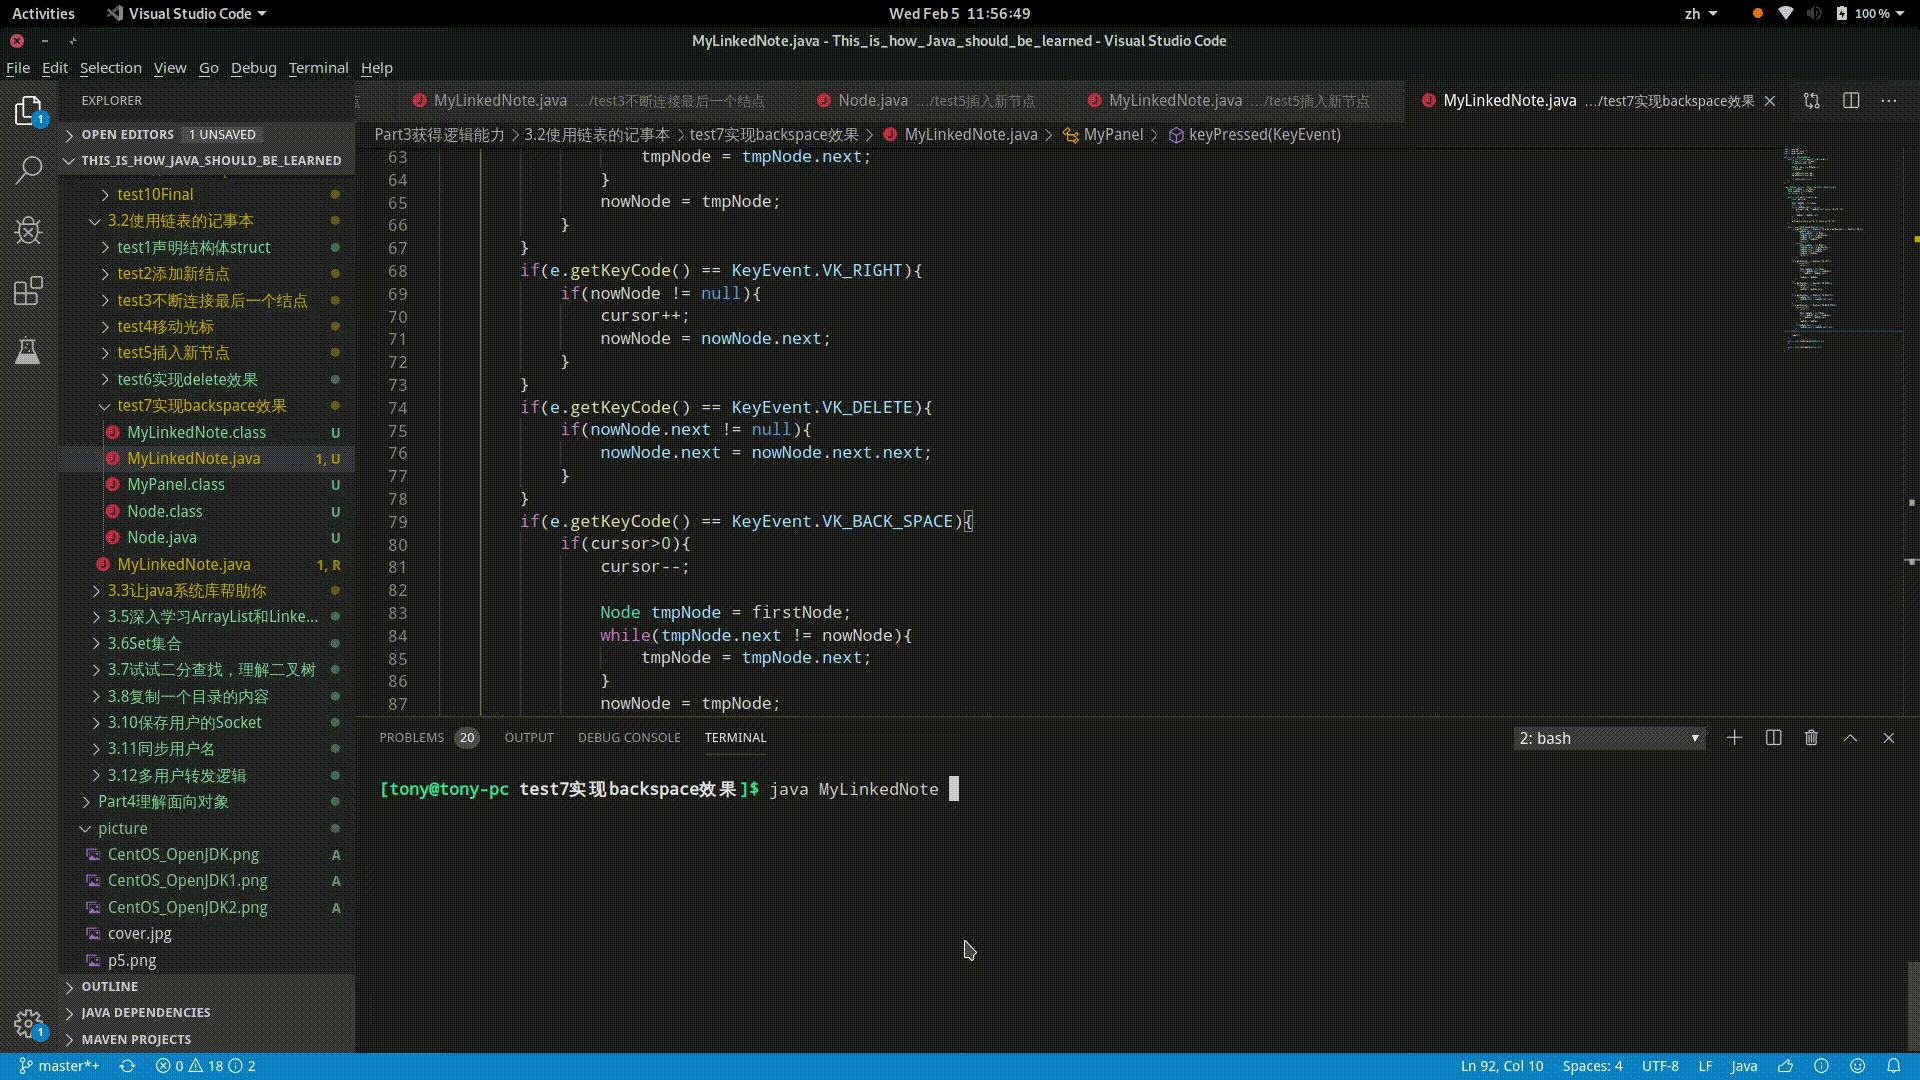 Activities Visual Studio Code Wed Feb 5 11:56:49 zh 100 %
MyLinkedNote.java - This_is_how_Java_should_be_learned - Visual Studio Code
File Edit Selection View Go Debug Terminal Help
1
EXPLORER
OPEN EDITORS 1 UNSAVED
THIS_IS_HOW_JAVA_SHOULD_BE_LEARNED
test10Final
3.2使用链表的记事本
test1声明结构体struct
test2添加新结点
test3不断连接最后一个结点
test4移动光标
test5插入新节点
test6实现delete效果
test7实现backspace效果
MyLinkedNote.class U
MyLinkedNote.java 1, U
MyPanel.class U
Node.class U
Node.java U
MyLinkedNote.java 1, R
3.3让java系统库帮助你
3.5深入学习ArrayList和Linke...
3.6Set集合
3.7试试二分查找，理解二叉树
3.8复制一个目录的内容
3.10保存用户的Socket
3.11同步用户名
3.12多用户转发逻辑
Part4理解面向对象
picture
CentOS_OpenJDK.png A
CentOS_OpenJDK1.png A
CentOS_OpenJDK2.png A
cover.jpg
p5.png
OUTLINE
JAVA DEPENDENCIES
MAVEN PROJECTS
1
点 MyLinkedNote.java .../test3不断连接最后一个结点 Node.java .../test5插入新节点 MyLinkedNote.java .../test5插入新节点 MyLinkedNote.java .../test7实现backspace效果
Part3获得逻辑能力 > 3.2使用链表的记事本 > test7实现backspace效果 > MyLinkedNote.java > MyPanel > keyPressed(KeyEvent)
63 tmpNode = tmpNode.next;
64 }
65 nowNode = tmpNode;
66 }
67 }
68 if(e.getKeyCode() == KeyEvent.VK_RIGHT){
69 if(nowNode != null){
70 cursor++;
71 nowNode = nowNode.next;
72 }
73 }
74 if(e.getKeyCode() == KeyEvent.VK_DELETE){
75 if(nowNode.next != null){
76 nowNode.next = nowNode.next.next;
77 }
78 }
79 if(e.getKeyCode() == KeyEvent.VK_BACK_SPACE){
80 if(cursor>0){
81 cursor--;
82
83 Node tmpNode = firstNode;
84 while(tmpNode.next != nowNode){
85 tmpNode = tmpNode.next;
86 }
87 nowNode = tmpNode;
PROBLEMS 20 OUTPUT DEBUG CONSOLE TERMINAL 2: bash
[tony@tony-pc test7实现backspace效果]$ java MyLinkedNote
master*+ 0 18 2 Ln 92, Col 10 Spaces: 4 UTF-8 LF Java